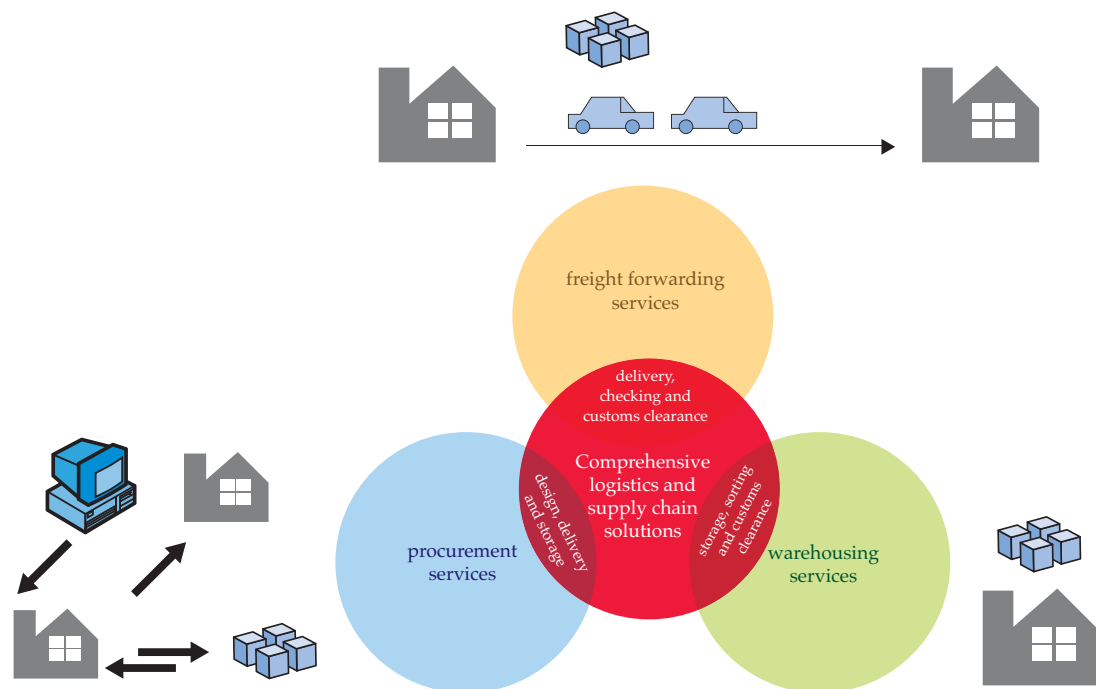 freight forwarding
services
delivery,
checking and
customs clearance
Comprehensive
logistics and
supply chain
solutions
design, delivery
and storage
storage, sorting
and customs
clearance
procurement
services
warehousing
services